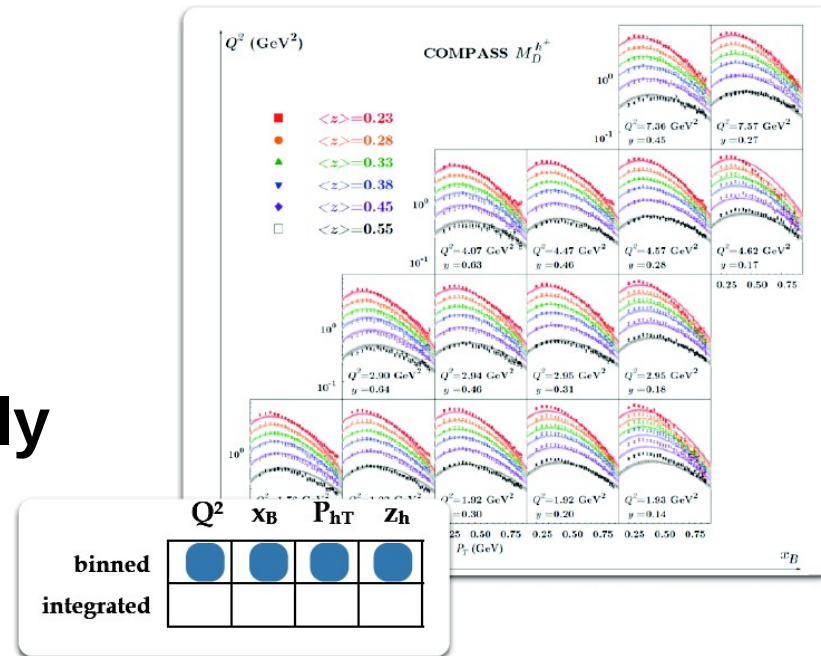 Q² (GeV²)
COMPASS M_D^{h⁺}
<z>=0.23
<z>=0.28
<z>=0.33
<z>=0.38
<z>=0.45
<z>=0.55
10⁰
10⁻¹
Q²=7.36 GeV² Q²=7.57 GeV²
y =0.45 y =0.27
10⁰
10⁻¹
Q²=4.07 GeV² Q²=4.47 GeV² Q²=4.57 GeV² Q²=4.62 GeV²
y =0.63 y =0.46 y =0.28 y =0.17
0.25 0.50 0.75
10⁰
10⁻¹
Q²=2.90 GeV² Q²=2.94 GeV² Q²=2.95 GeV² Q²=2.95 GeV²
y =0.64 y =0.46 y =0.31 y =0.18
10⁰
=1.92 GeV² Q²=1.92 GeV² Q²=1.93 GeV²
=0.30 y =0.20 y =0.14
25 0.50 0.75 0.25 0.50 0.75 0.25 0.50 0.75
P_T (GeV)
x_B
ly
Q² x_B P_hT z_h
binned
integrated